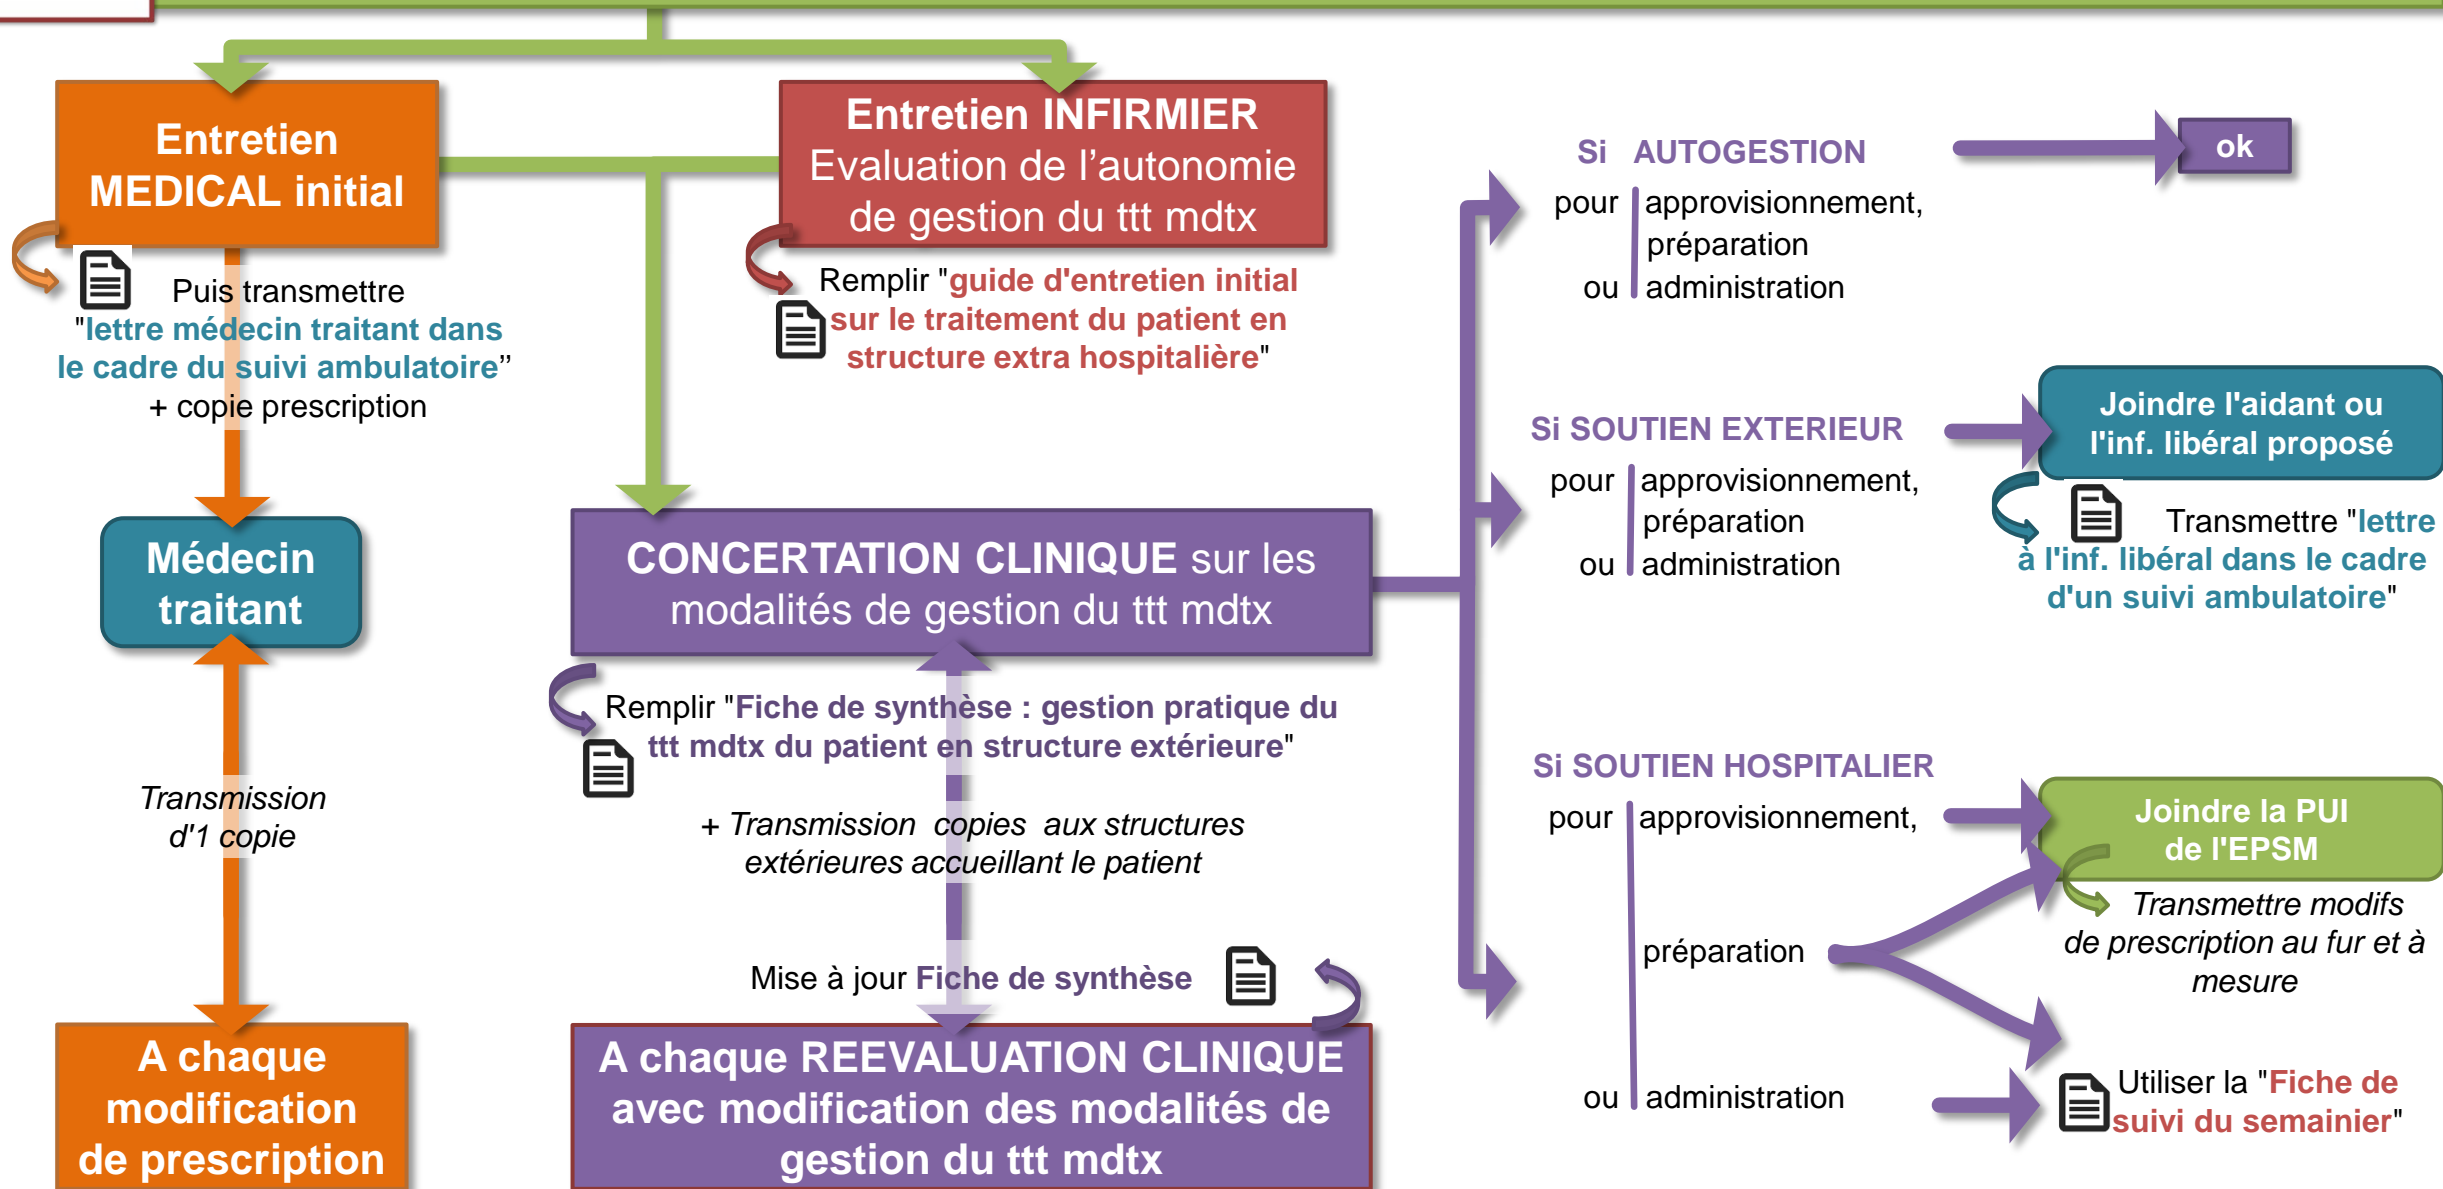 Entretien
MEDICAL initial
Puis transmettre
"lettre médecin traitant dans
le cadre du suivi ambulatoire’’
+ copie prescription
Médecin
traitant
Transmission
d'1 copie
A chaque
modification
de prescription
Entretien INFIRMIER
Evaluation de l’autonomie
de gestion du ttt mdtx
Remplir "guide d'entretien initial
sur le traitement du patient en
structure extra hospitalière"
CONCERTATION CLINIQUE sur les
modalités de gestion du ttt mdtx
Remplir "Fiche de synthèse : gestion pratique du
ttt mdtx du patient en structure extérieure"
+ Transmission copies aux structures
extérieures accueillant le patient
Mise à jour Fiche de synthèse
A chaque REEVALUATION CLINIQUE
avec modification des modalités de
gestion du ttt mdtx
Si AUTOGESTION
pour approvisionnement,
préparation
ou administration
ok
Si SOUTIEN EXTERIEUR
pour approvisionnement,
préparation
ou administration
Joindre l'aidant ou
l'inf. libéral proposé
Transmettre "lettre
à l'inf. libéral dans le cadre
d'un suivi ambulatoire"
Si SOUTIEN HOSPITALIER
pour approvisionnement,
préparation
ou administration
Joindre la PUI
de l'EPSM
Transmettre modifs
de prescription au fur et à
mesure
Utiliser la "Fiche de
suivi du semainier"